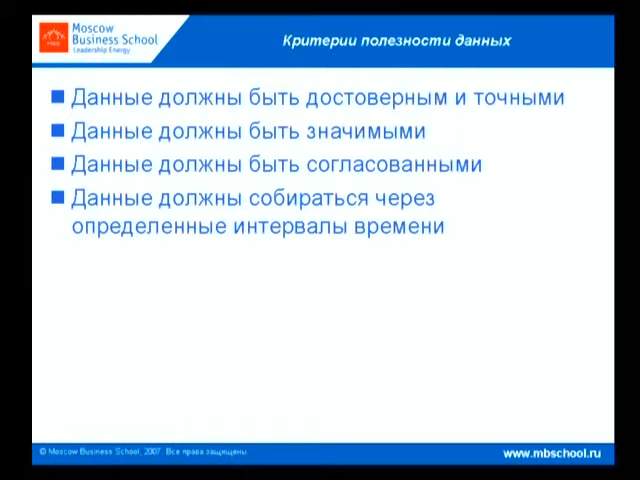 Moscow
Business School
Leadership Energy
Критерии полезности данных
Данные должны быть достоверным и точными
Данные должны быть значимыми
Данные должны быть согласованными
Данные должны собираться через
определенные интервалы времени
© Moscow Business School, 2007. Все права защищены.
www.mbschool.ru